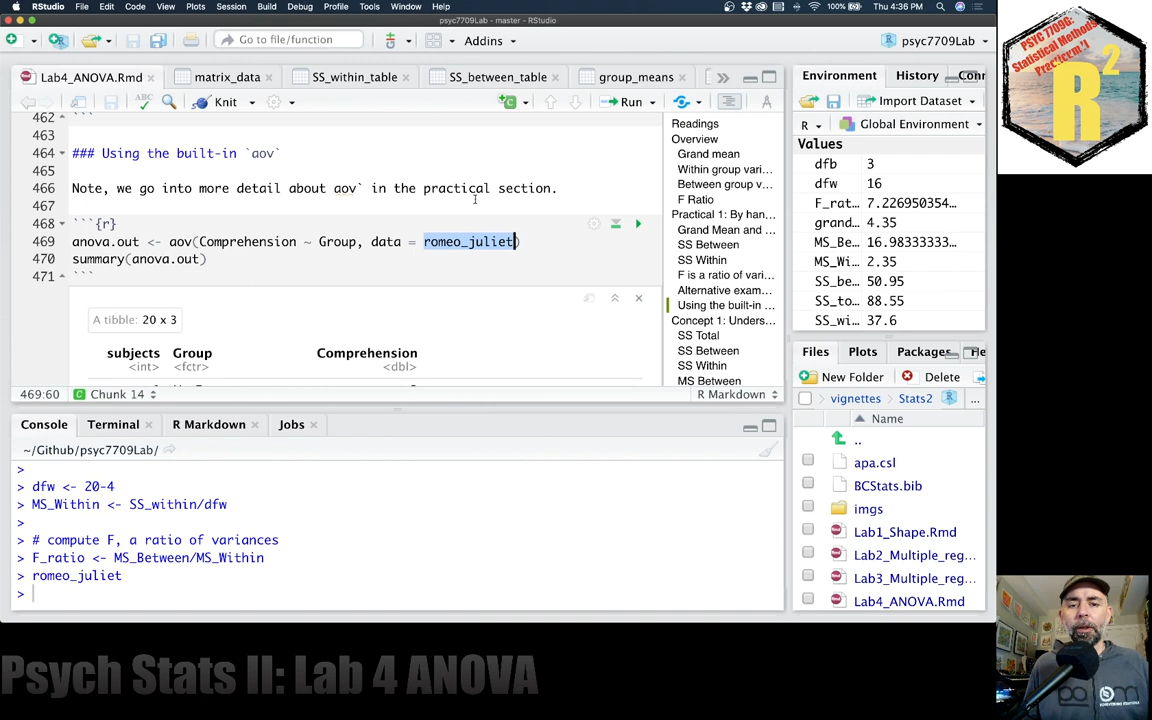 RStudio File Edit Code View Plots Session Build Debug Profile Tools Window Help 100% Thu 4:36 PM
psyc7709Lab - master - RStudio
Go to file/function Addins psyc7709Lab
Lab4_ANOVA.Rmd matrix_data SS_within_table SS_between_table group_means
ABC Knit Run
462 ```
463
464 ### Using the built-in `aov`
465
466 Note, we go into more detail about aov` in the practical section.
467
468 ```{r}
469 anova.out <- aov(Comprehension ~ Group, data = romeo_juliet)
470 summary(anova.out)
471 ```
A tibble: 20 x 3
subjects Group Comprehension
<int> <fctr> <dbl>
469:60 Chunk 14 R Markdown
Readings
Overview
Grand mean
Within group vari...
Between group v...
F Ratio
Practical 1: By han...
Grand Mean and ...
SS Between
SS Within
F is a ratio of vari...
Alternative exam...
Using the built-in ...
Concept 1: Unders...
SS Total
SS Between
SS Within
MS Between
Console Terminal R Markdown Jobs
~/Github/psyc7709Lab/
>
> dfw <- 20-4
> MS_Within <- SS_within/dfw
>
> # compute F, a ratio of variances
> F_ratio <- MS_Between/MS_Within
> romeo_juliet
>
Environment History Conn
Import Dataset
R Global Environment
Values
dfb 3
dfw 16
F_rat… 7.226950354…
grand… 4.35
MS_Be… 16.98333333…
MS_Wi… 2.35
SS_be… 50.95
SS_to… 88.55
SS_wi… 37.6
Files Plots Packages He
New Folder Delete
vignettes Stats2 ...
Name
..
apa.csl
BCStats.bib
imgs
Lab1_Shape.Rmd
Lab2_Multiple_reg...
Lab3_Multiple_reg...
Lab4_ANOVA.Rmd
PSYC 7709G:
Statistical Methods
R2
Psych Stats II: Lab 4 ANOVA